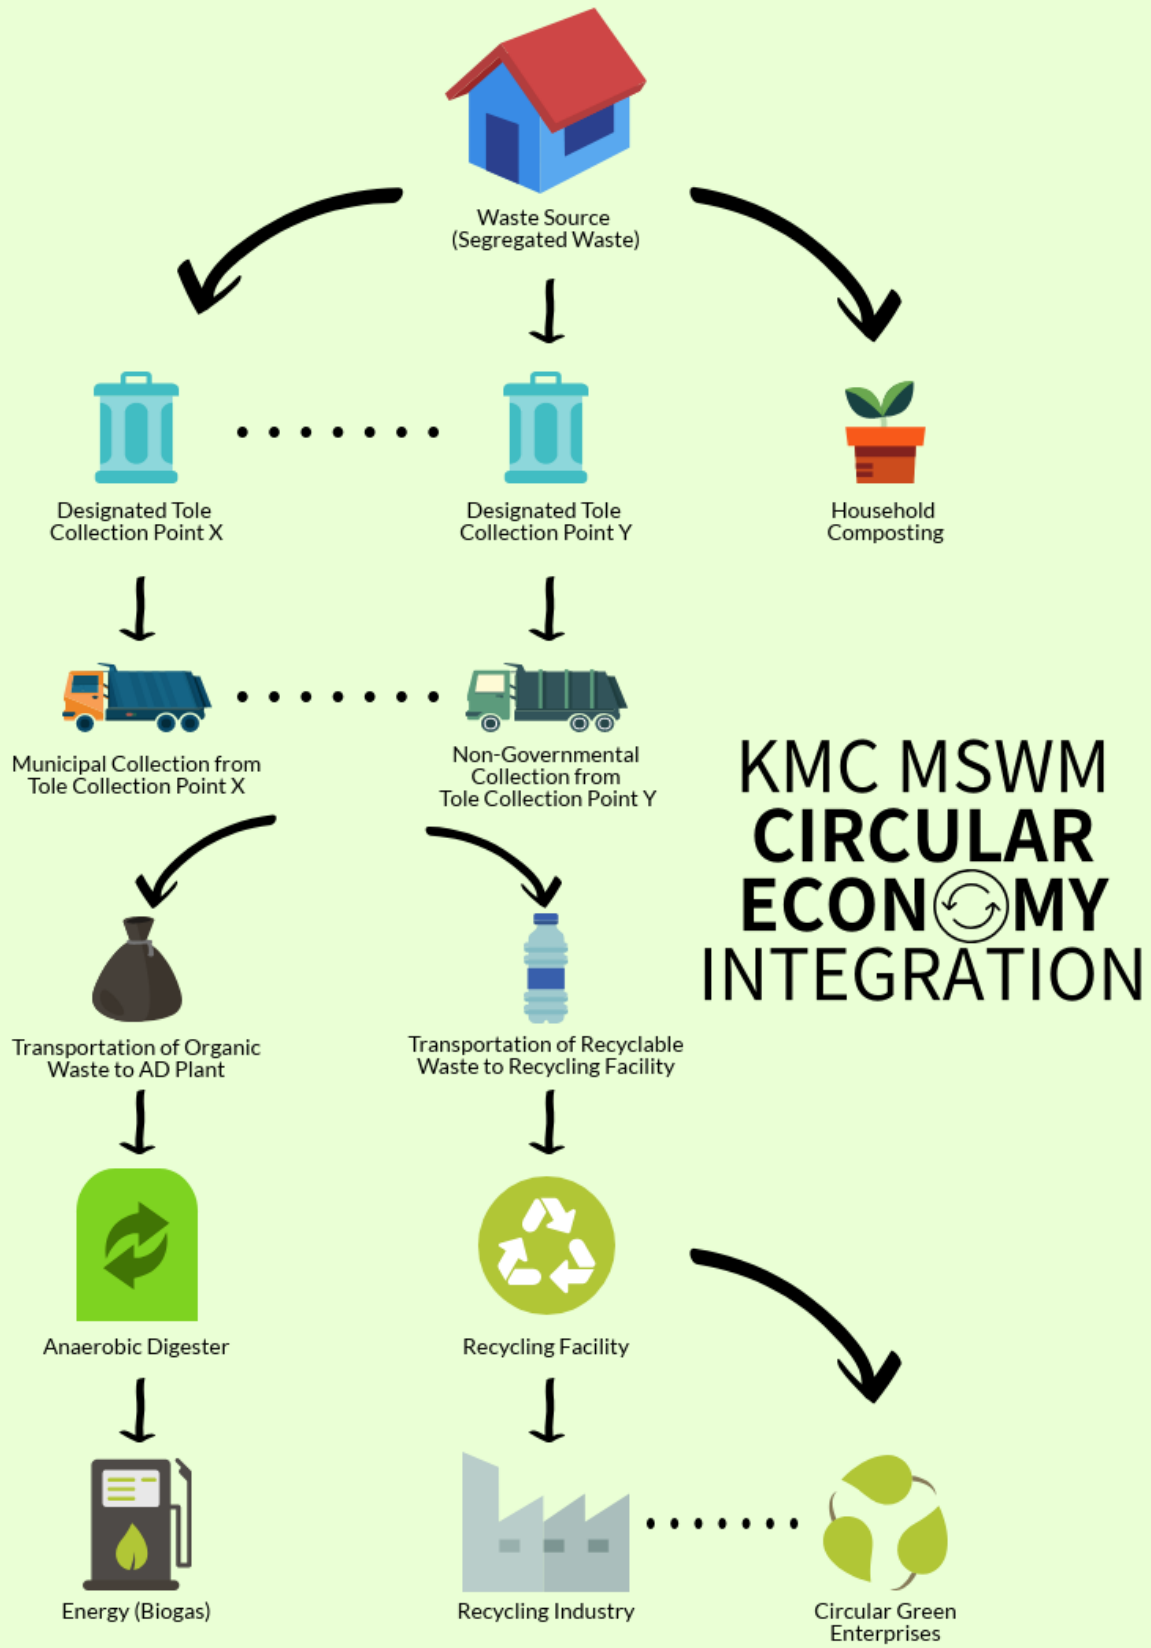 Waste Source
(Segregated Waste)
Designated Tole
Collection Point X
Designated Tole
Collection Point Y
Household
Composting
Municipal Collection from
Tole Collection Point X
Non-Governmental
Collection from
Tole Collection Point Y
KMC MSWM
CIRCULAR
ECONOMY
INTEGRATION
Transportation of Organic
Waste to AD Plant
Transportation of Recyclable
Waste to Recycling Facility
Anaerobic Digester
Recycling Facility
Energy (Biogas)
Recycling Industry
Circular Green
Enterprises